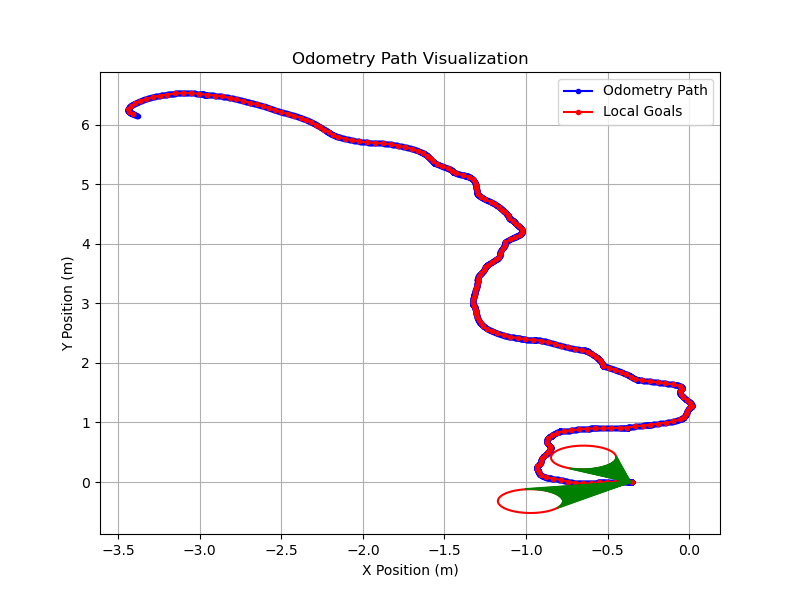 Odometry Path Visualization
Odometry Path
Local Goals
Y Position (m)
6
5
4
3
2
1
0
−3.5 −3.0 −2.5 −2.0 −1.5 −1.0 −0.5 0.0
X Position (m)